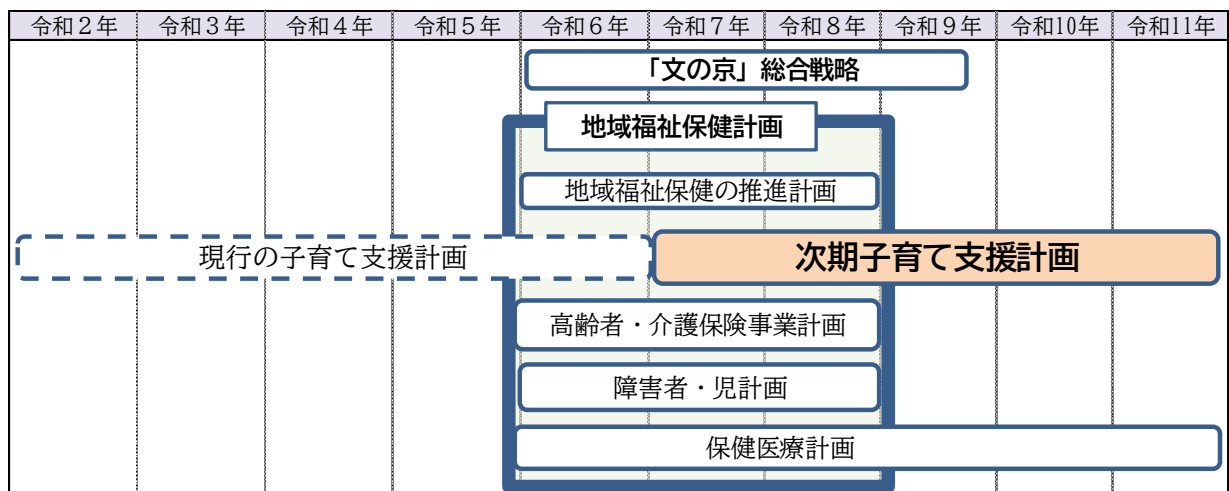 令和２年 令和３年 令和４年 令和５年 令和６年 令和７年 令和８年 令和９年 令和10年 令和11年
「文の京」総合戦略
地域福祉保健計画
地域福祉保健の推進計画
現行の子育て支援計画 次期子育て支援計画
高齢者・介護保険事業計画
障害者・児計画
保健医療計画